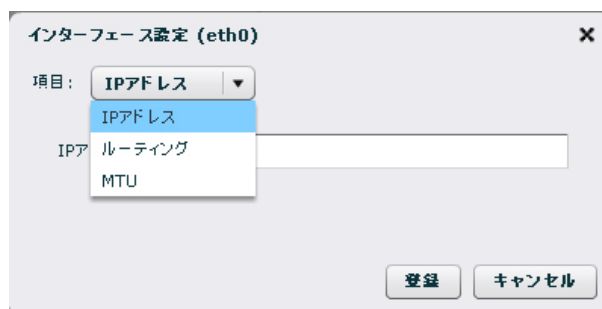 インターフェース設定 (eth0)
項目: IPアドレス
IPアドレス
IPア ルーティング
MTU
登録 キャンセル